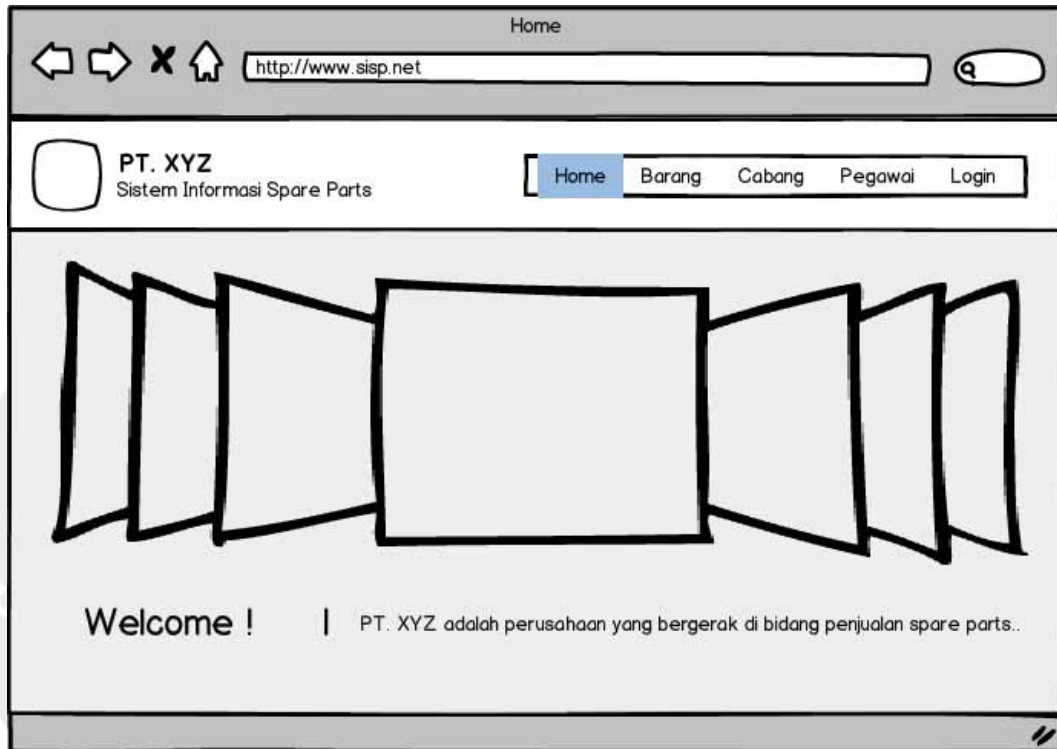 Home
http://www.sisp.net
PT. XYZ
Sistem Informasi Spare Parts
Home Barang Cabang Pegawai Login
Welcome ! | PT. XYZ adalah perusahaan yang bergerak di bidang penjualan spare parts..